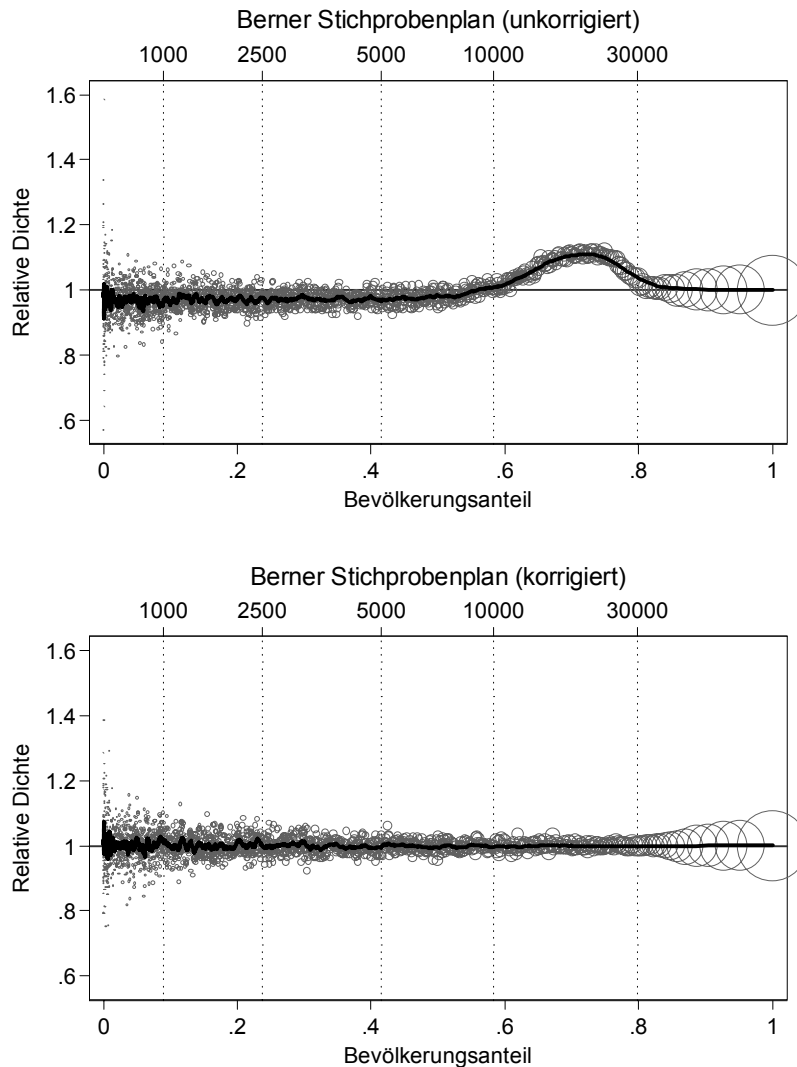 Berner Stichprobenplan (unkorrigiert)
1000 2500 5000 10000 30000
1.6
1.4
1.2
1
.8
.6
Relative Dichte
0 .2 .4 .6 .8 1
Bevölkerungsanteil
Berner Stichprobenplan (korrigiert)
1000 2500 5000 10000 30000
1.6
1.4
1.2
1
.8
.6
Relative Dichte
0 .2 .4 .6 .8 1
Bevölkerungsanteil